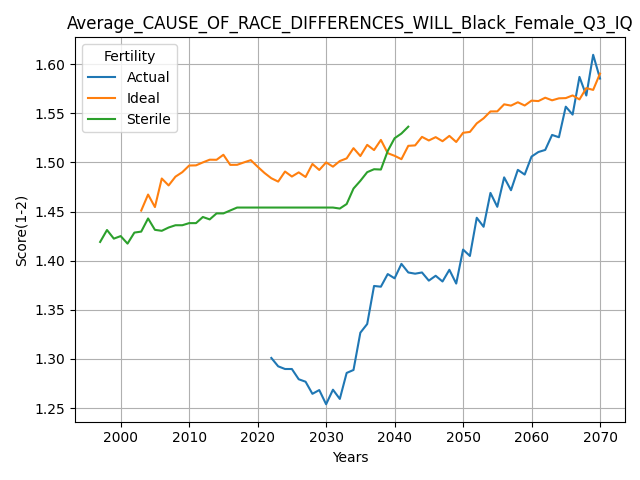 Average_CAUSE_OF_RACE_DIFFERENCES_WILL_Black_Female_Q3_IQ
Fertility
Actual
Ideal
Sterile
Score(1-2)
1.60
1.55
1.50
1.45
1.40
1.35
1.30
1.25
2000 2010 2020 2030 2040 2050 2060 2070
Years